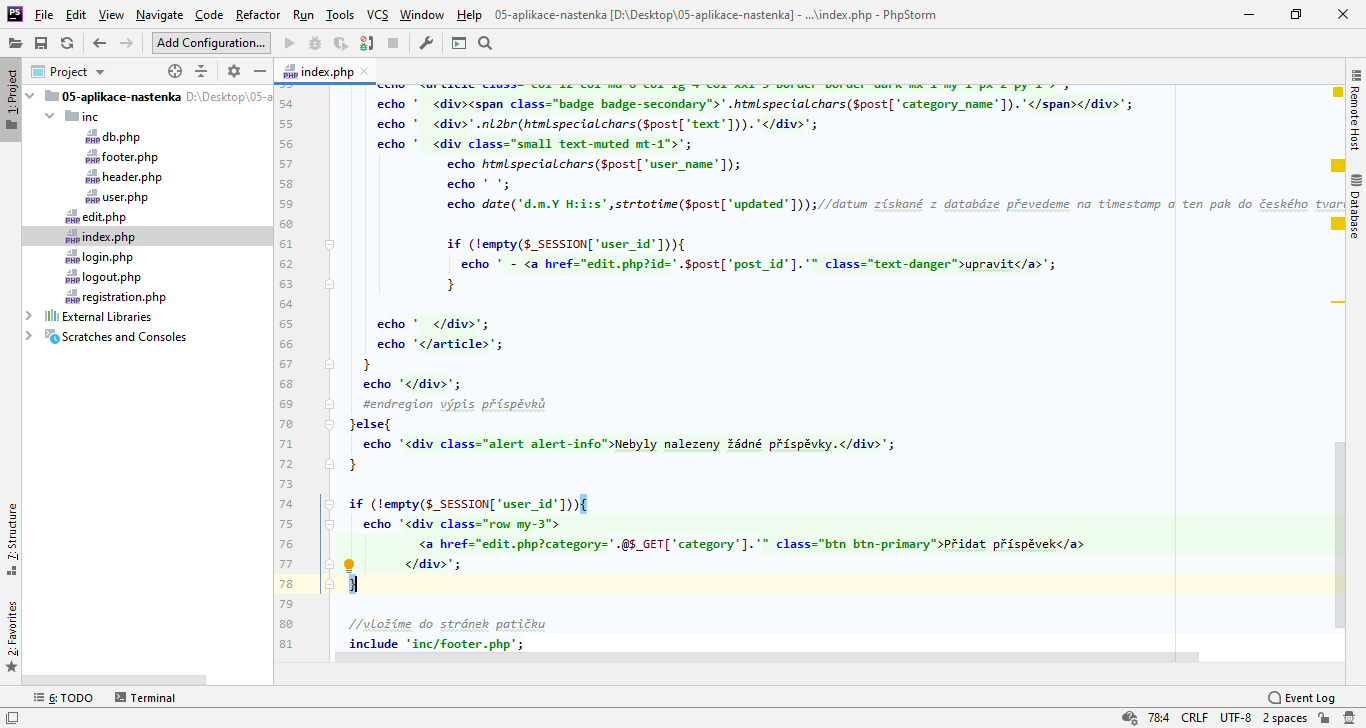 PS File Edit View Navigate Code Refactor Run Tools VCS Window Help 05-aplikace-nastenka [D:\Desktop\05-aplikace-nastenka] - ...\index.php - PhpStorm
Add Configuration...
Project
index.php
1: Project
7: Structure
2: Favorites
05-aplikace-nastenka D:\Desktop\05-a
inc
PHP db.php
PHP footer.php
PHP header.php
PHP user.php
PHP edit.php
PHP index.php
PHP login.php
PHP logout.php
PHP registration.php
External Libraries
Scratches and Consoles
54 echo '  <div><span class="badge badge-secondary">'.htmlspecialchars($post['category_name']).'</span></div>';
55 echo '  <div>'.nl2br(htmlspecialchars($post['text'])).'</div>';
56 echo '  <div class="small text-muted mt-1">';
57 echo htmlspecialchars($post['user_name']);
58 echo ' ';
59 echo date('d.m.Y H:i:s',strtotime($post['updated']));//datum získané z databáze převedeme na timestamp a ten pak do českého tvaru
60
61 if (!empty($_SESSION['user_id'])){
62 echo ' - <a href="edit.php?id='.$post['post_id'].'" class="text-danger">upravit</a>';
63 }
64
65 echo '  </div>';
66 echo '</article>';
67 }
68 echo '</div>';
69 #endregion výpis příspěvků
70 }else{
71 echo '<div class="alert alert-info">Nebyly nalezeny žádné příspěvky.</div>';
72 }
73
74 if (!empty($_SESSION['user_id'])){
75 echo '<div class="row my-3">
76 <a href="edit.php?category='.@$_GET['category'].'" class="btn btn-primary">Přidat příspěvek</a>
77 </div>';
78 }
79
80 //vložíme do stránek patičku
81 include 'inc/footer.php';
Remote Host
Database
6: TODO Terminal Event Log
78:4 CRLF UTF-8 2 spaces